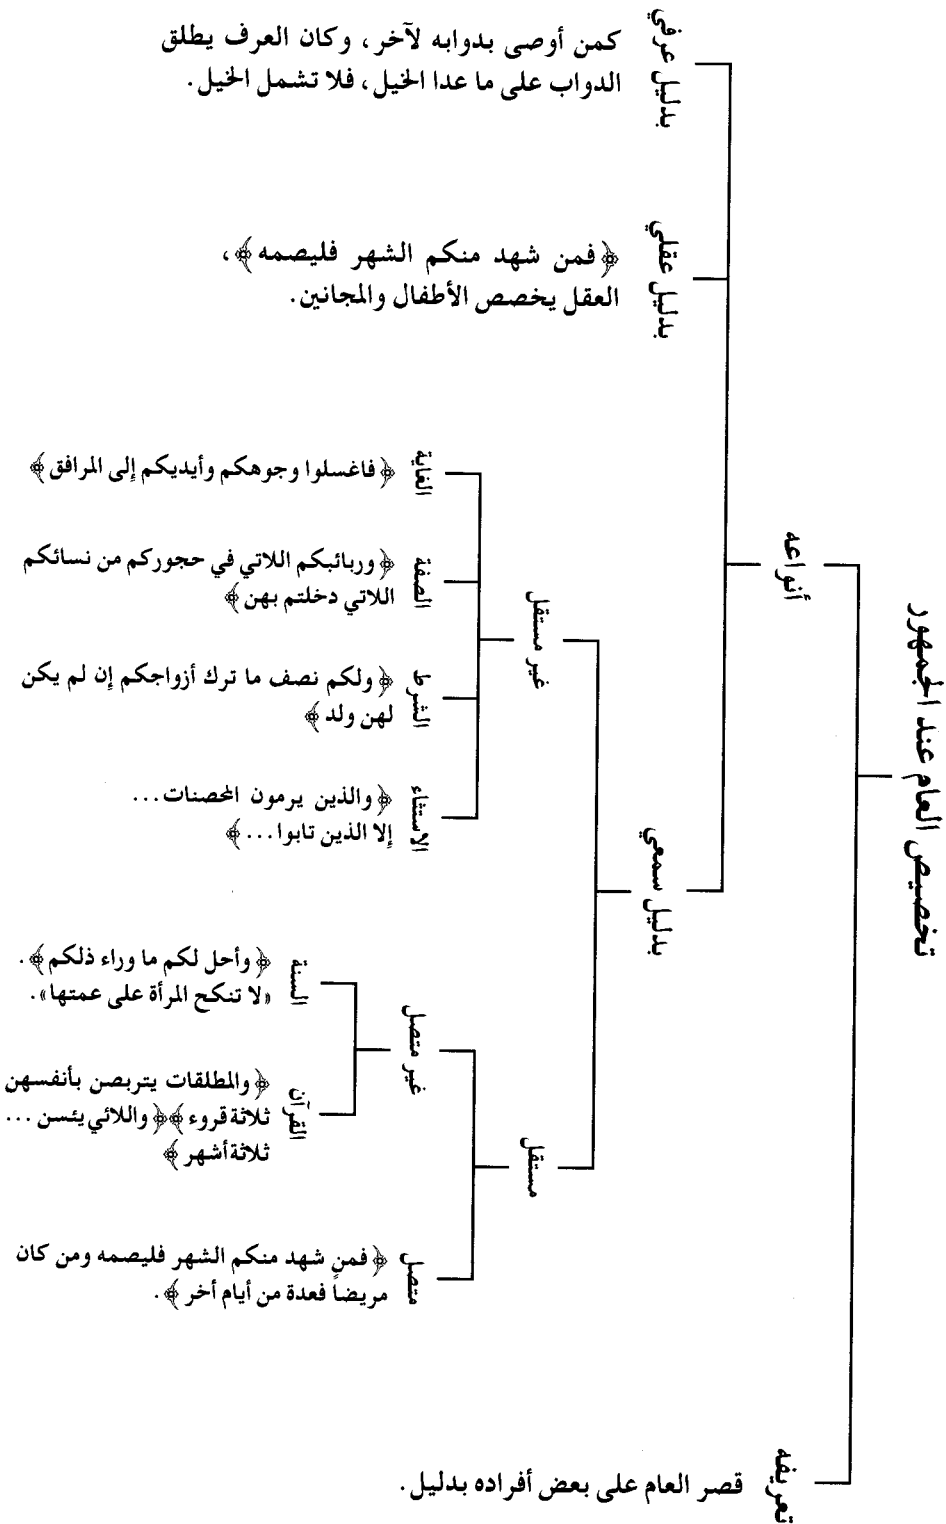 تخصيص العام عند الجمهور
تعريفه
قصر العام على بعض أفراده بدليل.
أنواعه
بدليل سمعي
مستقل
متصل
﴿فمن شهد منكم الشهر فليصمه ومن كان
مريضاً فعدة من أيام أخر﴾.
غير متصل
القرآن
﴿والمطلقات يتربصن بأنفسهن
ثلاثة قروء﴾﴿واللائي يئسن ...
ثلاثة أشهر﴾
السنة
﴿وأحل لكم ما وراء ذلكم﴾.
«لا تنكح المرأة على عمتها».
غير مستقل
الاستثناء
﴿والذين يرمون المحصنات...
إلا الذين تابوا...﴾
الشرط
﴿ولكم نصف ما ترك أزواجكم إن لم يكن
لهن ولد﴾
الصفة
﴿وربائبكم اللاتي في حجوركم من نسائكم
اللاتي دخلتم بهن﴾
الغاية
﴿فاغسلوا وجوهكم وأيديكم إلى المرافق﴾
بدليل عقلي
﴿فمن شهد منكم الشهر فليصمه﴾،
العقل يخصص الأطفال والمجانين.
بدليل عرفي
كمن أوصى بدوابه لآخر، وكان العرف يطلق
الدواب على ما عدا الخيل، فلا تشمل الخيل.